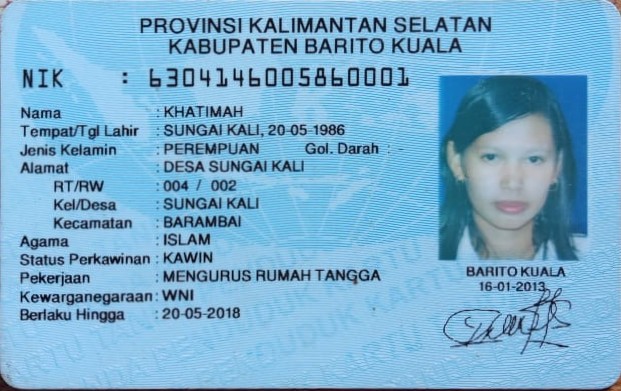 PROVINSI KALIMANTAN SELATAN
KABUPATEN BARITO KUALA
NIK : 6304146005860001
Nama : KHATIMAH
Tempat/Tgl Lahir : SUNGAI KALI, 20-05-1986
Jenis Kelamin : PEREMPUAN Gol. Darah : -
Alamat : DESA SUNGAI KALI
RT/RW : 004 / 002
Kel/Desa : SUNGAI KALI
Kecamatan : BARAMBAI
Agama : ISLAM
Status Perkawinan : KAWIN
Pekerjaan : MENGURUS RUMAH TANGGA
Kewarganegaraan : WNI
Berlaku Hingga : 20-05-2018
BARITO KUALA
16-01-2013